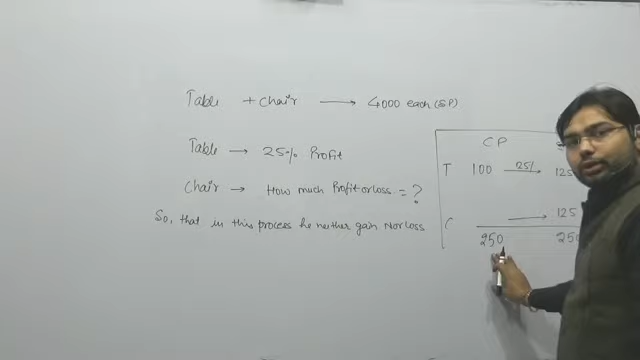 Table + chair → 4000 each (SP)
Table → 25% Profit
chair → How much Profit or loss = ?
So, that in this process he neither gain Nor loss
CP
T 100 25% → 125
C → 125
250 250